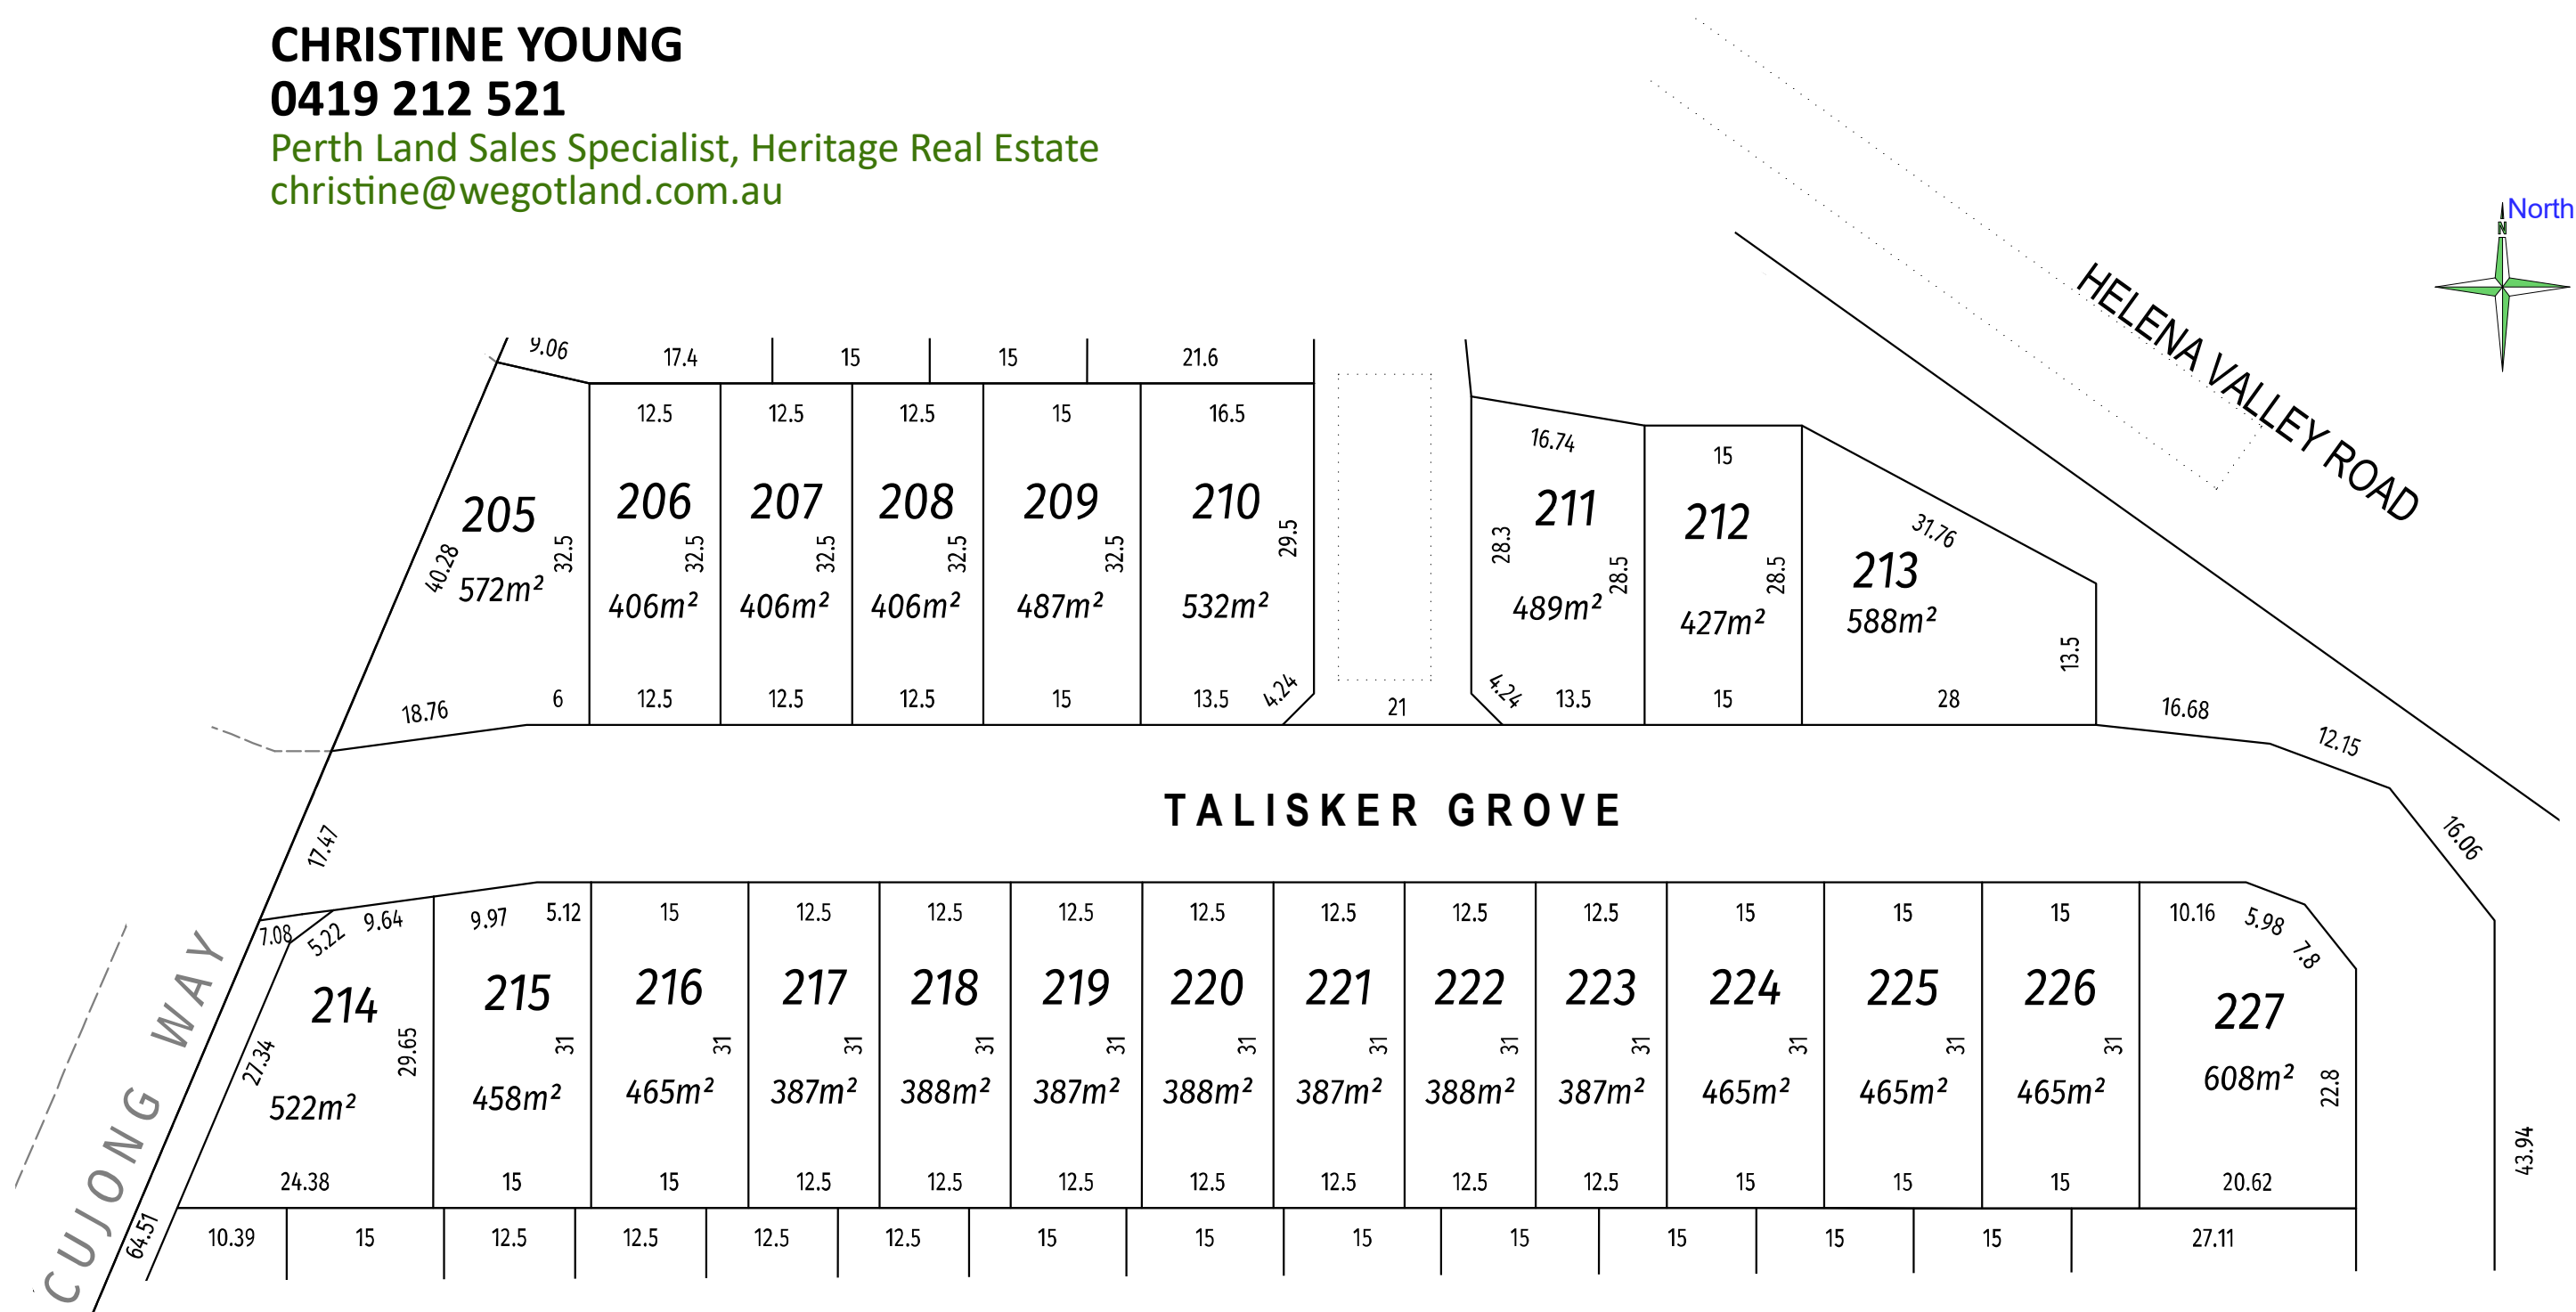 CHRISTINE YOUNG
0419 212 521
Perth Land Sales Specialist, Heritage Real Estate
christine@wegotland.com.au
North
N
HELENA VALLEY ROAD
9.06 17.4 15 15 21.6
12.5 12.5 12.5 15 16.5
16.74 15
205 206 207 208 209 210 211 212 213
40.28 32.5 32.5 32.5 32.5 32.5 29.5 28.3 28.5 28.5 31.76 13.5
572m² 406m² 406m² 406m² 487m² 532m² 489m² 427m² 588m²
18.76 6 12.5 12.5 12.5 15 13.5 4.24 21 4.24 13.5 15 28 16.68
12.15
TALISKER GROVE
17.47
16.06
7.08 5.22 9.64 9.97 5.12 15 12.5 12.5 12.5 12.5 12.5 12.5 12.5 15 15 15 10.16 5.98 7.8
214 215 216 217 218 219 220 221 222 223 224 225 226 227
27.34 29.65 31 31 31 31 31 31 31 31 31 31 31 31 22.8
522m² 458m² 465m² 387m² 388m² 387m² 388m² 387m² 388m² 387m² 465m² 465m² 465m² 608m²
CUJONG WAY
43.94
24.38 15 15 12.5 12.5 12.5 12.5 12.5 12.5 12.5 15 15 15 20.62
64.51 10.39 15 12.5 12.5 12.5 12.5 15 15 15 15 15 15 15 27.11